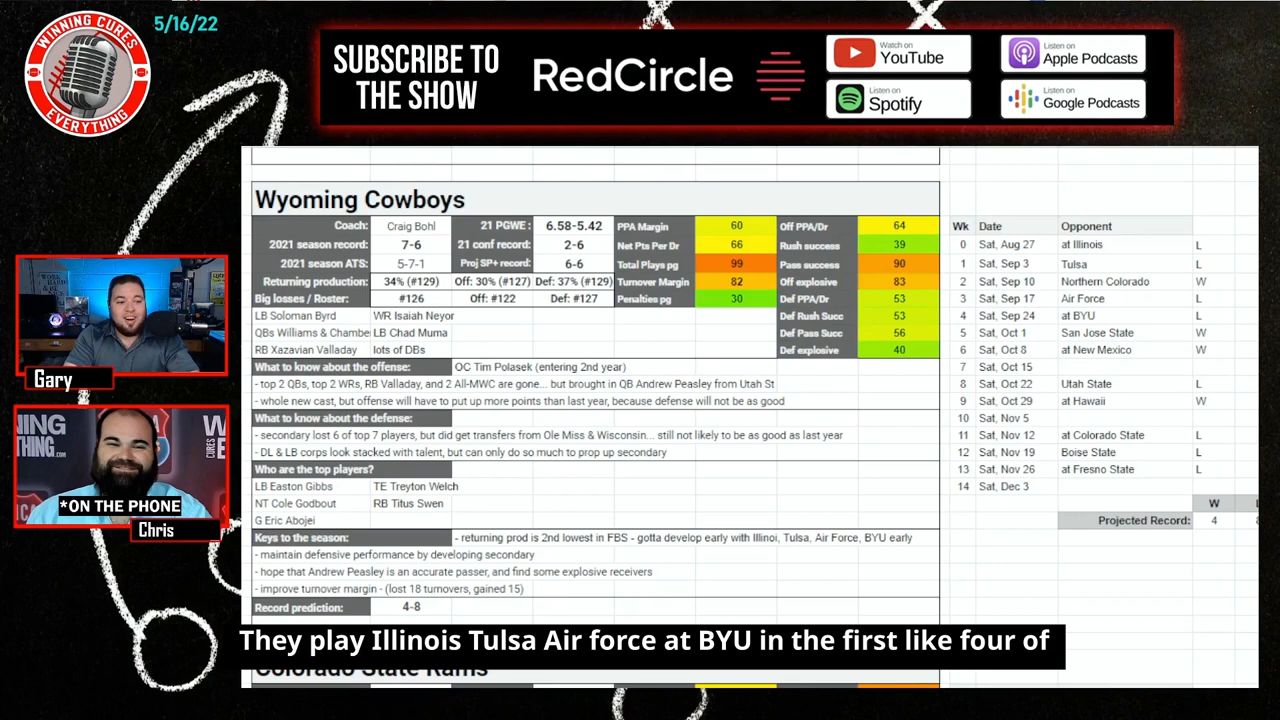 WINNING CURES
EVERYTHING
5/16/22
SUBSCRIBE TO
THE SHOW
RedCircle
Watch on
YouTube
Listen on
Spotify
Listen on
Apple Podcasts
Listen on
Google Podcasts
Gary
*ON THE PHONE
Chris
Wyoming Cowboys
Coach: Craig Bohl 21 PGWE : 6.58-5.42 PPA Margin 60 Off PPA/Dr 64
2021 season record: 7-6 21 conf record: 2-6 Net Pts Per Dr 66 Rush success 39
2021 season ATS: 5-7-1 Proj SP+ record: 6-6 Total Plays pg 99 Pass success 90
Returning production: 34% (#129) Off: 30% (#127) Def: 37% (#129) Turnover Margin 82 Off explosive 83
Big losses / Roster: #126 Off: #122 Def: #127 Penalties pg 30 Def PPA/Dr 53
LB Soloman Byrd WR Isaiah Neyor Def Rush Succ 53
QBs Williams & Chambe LB Chad Muma Def Pass Succ 56
RB Xazavian Valladay lots of DBs Def explosive 40
What to know about the offense: OC Tim Polasek (entering 2nd year)
- top 2 QBs, top 2 WRs, RB Valladay, and 2 All-MWC are gone... but brought in QB Andrew Peasley from Utah St
- whole new cast, but offense will have to put up more points than last year, because defense will not be as good
What to know about the defense:
- secondary lost 6 of top 7 players, but did get transfers from Ole Miss & Wisconsin... still not likely to be as good as last year
- DL & LB corps look stacked with talent, but can only do so much to prop up secondary
Who are the top players?
LB Easton Gibbs TE Treyton Welch
NT Cole Godbout RB Titus Swen
G Eric Abojei
Keys to the season: - returning prod is 2nd lowest in FBS - gotta develop early with Illinoi, Tulsa, Air Force, BYU early
- maintain defensive performance by developing secondary
- hope that Andrew Peasley is an accurate passer, and find some explosive receivers
- improve turnover margin - (lost 18 turnovers, gained 15)
Record prediction: 4-8
Wk Date Opponent
0 Sat, Aug 27 at Illinois L
1 Sat, Sep 3 Tulsa L
2 Sat, Sep 10 Northern Colorado W
3 Sat, Sep 17 Air Force L
4 Sat, Sep 24 at BYU L
5 Sat, Oct 1 San Jose State W
6 Sat, Oct 8 at New Mexico W
7 Sat, Oct 15
8 Sat, Oct 22 Utah State L
9 Sat, Oct 29 at Hawaii W
10 Sat, Nov 5
11 Sat, Nov 12 at Colorado State L
12 Sat, Nov 19 Boise State L
13 Sat, Nov 26 at Fresno State L
14 Sat, Dec 3
W
Projected Record: 4
They play Illinois Tulsa Air force at BYU in the first like four of
Colorado State Rams